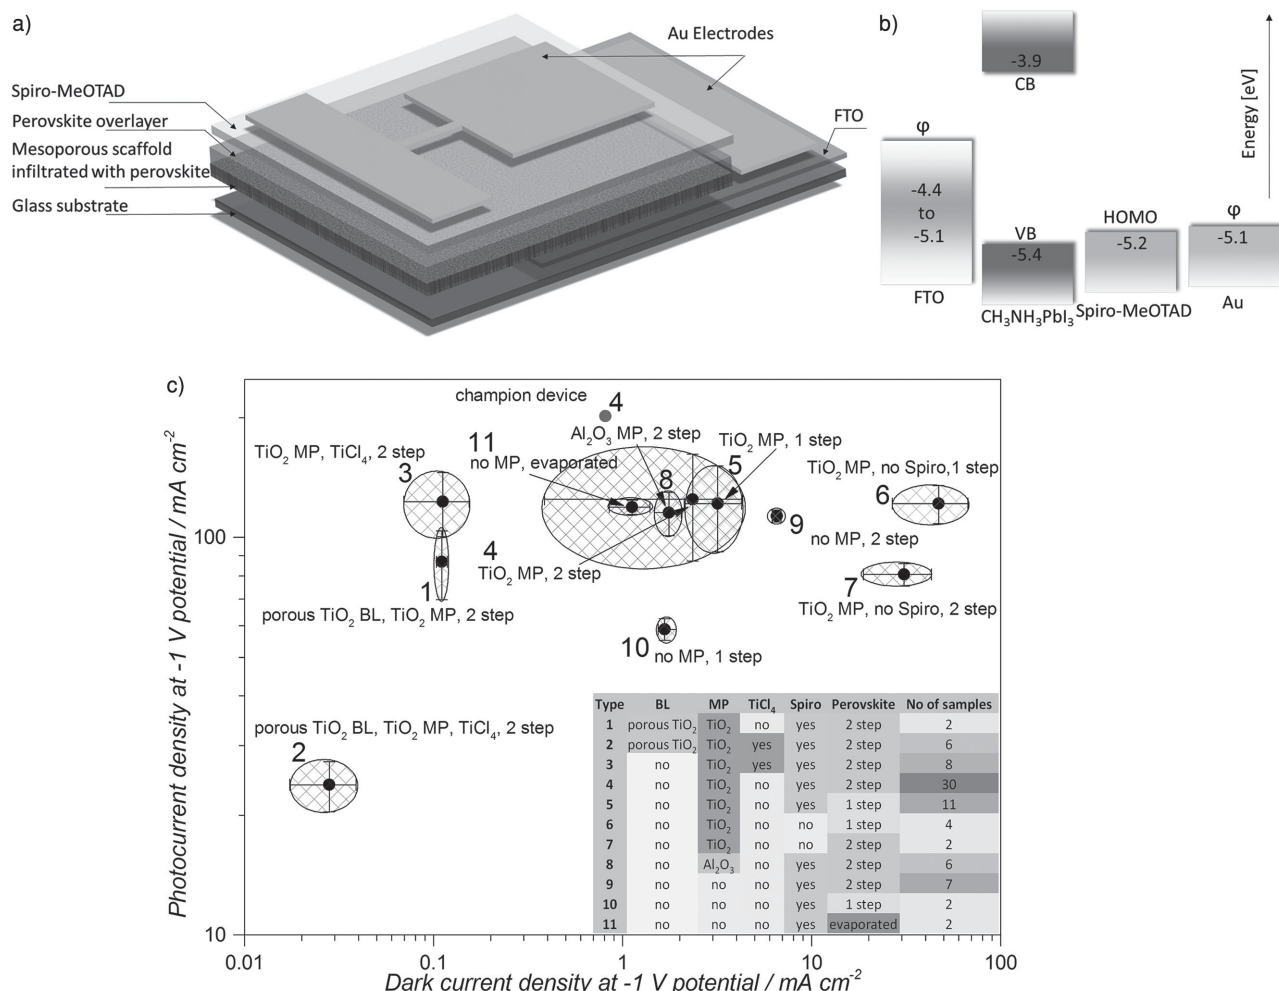 a)
Au Electrodes
Spiro-MeOTAD
Perovskite overlayer
FTO
Mesoporous scaffold
infiltrated with perovskite
Glass substrate
b)
-3.9
CB
Energy [eV]
φ
-4.4
to
-5.1
FTO
VB
-5.4
CH₃NH₃PbI₃
HOMO
-5.2
Spiro-MeOTAD
φ
-5.1
Au
c)
Photocurrent density at -1 V potential / mA cm⁻²
100
10
champion device
4
Al₂O₃ MP, 2 step
TiO₂ MP, 1 step
11
no MP, evaporated
8
5
TiO₂ MP, TiCl₄, 2 step
3
TiO₂ MP, no Spiro,1 step
6
9
no MP, 2 step
4
TiO₂ MP, 2 step
1
porous TiO₂ BL, TiO₂ MP, 2 step
7
TiO₂ MP, no Spiro, 2 step
10 no MP, 1 step
porous TiO₂ BL, TiO₂ MP, TiCl₄, 2 step
2
Type BL MP TiCl₄ Spiro Perovskite No of samples
1 porous TiO₂ TiO₂ no yes 2 step 2
2 porous TiO₂ TiO₂ yes yes 2 step 6
3 no TiO₂ yes yes 2 step 8
4 no TiO₂ no yes 2 step 30
5 no TiO₂ no yes 1 step 11
6 no TiO₂ no no 1 step 4
7 no TiO₂ no no 2 step 2
8 no Al₂O₃ no yes 2 step 6
9 no no no yes 2 step 7
10 no no no yes 1 step 2
11 no no no yes evaporated 2
0.01 0.1 1 10 100
Dark current density at -1 V potential / mA cm⁻²